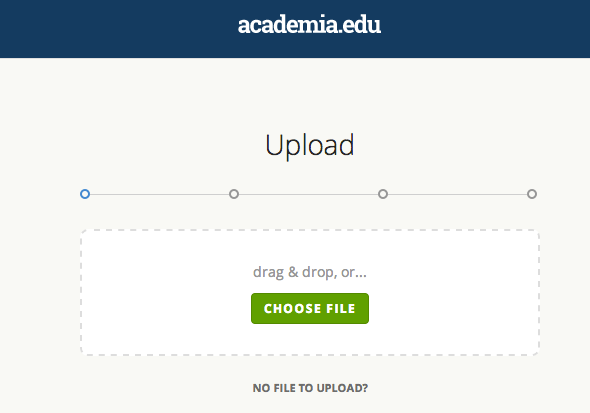 academia.edu
Upload
drag & drop, or...
CHOOSE FILE
NO FILE TO UPLOAD?